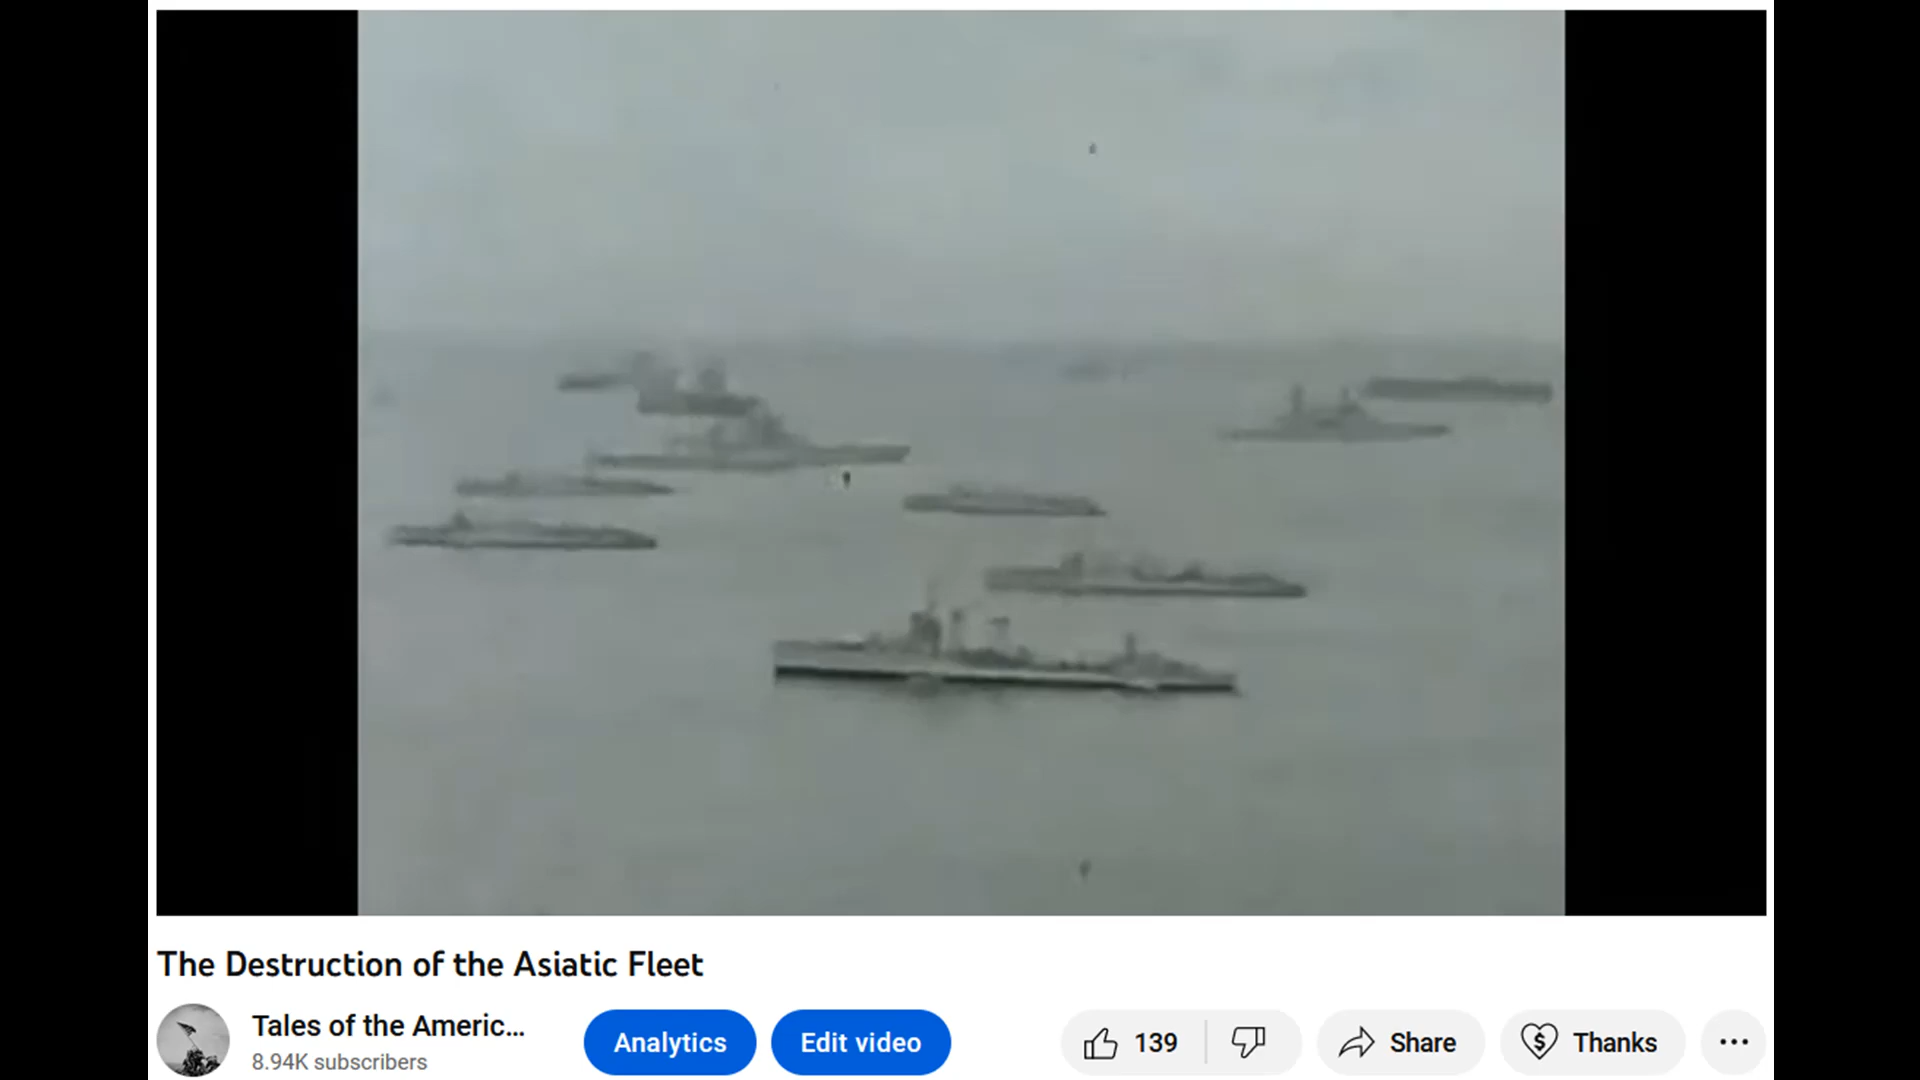 The Destruction of the Asiatic Fleet
Tales of the Americ...
8.94K subscribers
Analytics
Edit video
139
Share
Thanks